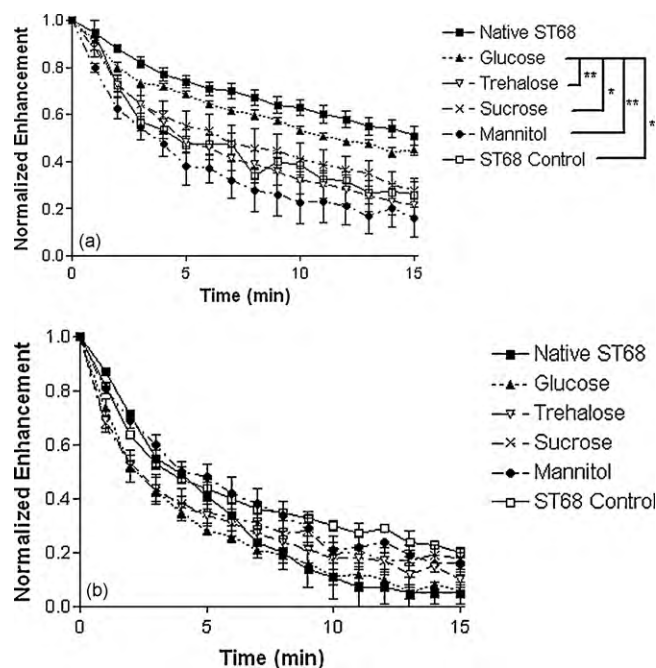 1.0
0.8
0.6
0.4
0.2
0.0
Normalized Enhancement
(a)
0 5 10 15
Time (min)
Native ST68
Glucose
Trehalose
Sucrose
Mannitol
ST68 Control
**
*
**
*
1.0
0.8
0.6
0.4
0.2
0.0
Normalized Enhancement
(b)
0 5 10 15
Time (min)
Native ST68
Glucose
Trehalose
Sucrose
Mannitol
ST68 Control